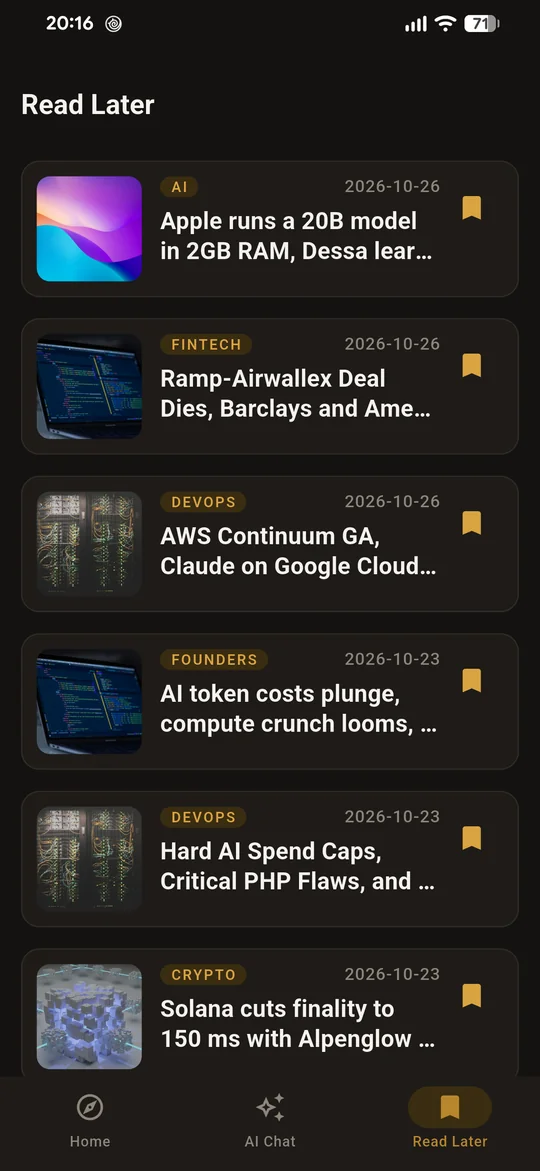 20:16
71
Read Later
AI
2026-10-26
Apple runs a 20B model
in 2GB RAM, Dessa lear…
FINTECH
2026-10-26
Ramp-Airwallex Deal
Dies, Barclays and Ame…
DEVOPS
2026-10-26
AWS Continuum GA,
Claude on Google Cloud…
FOUNDERS
2026-10-23
AI token costs plunge,
compute crunch looms, …
DEVOPS
2026-10-23
Hard AI Spend Caps,
Critical PHP Flaws, and …
CRYPTO
2026-10-23
Solana cuts finality to
150 ms with Alpenglow …
Home
AI Chat
Read Later